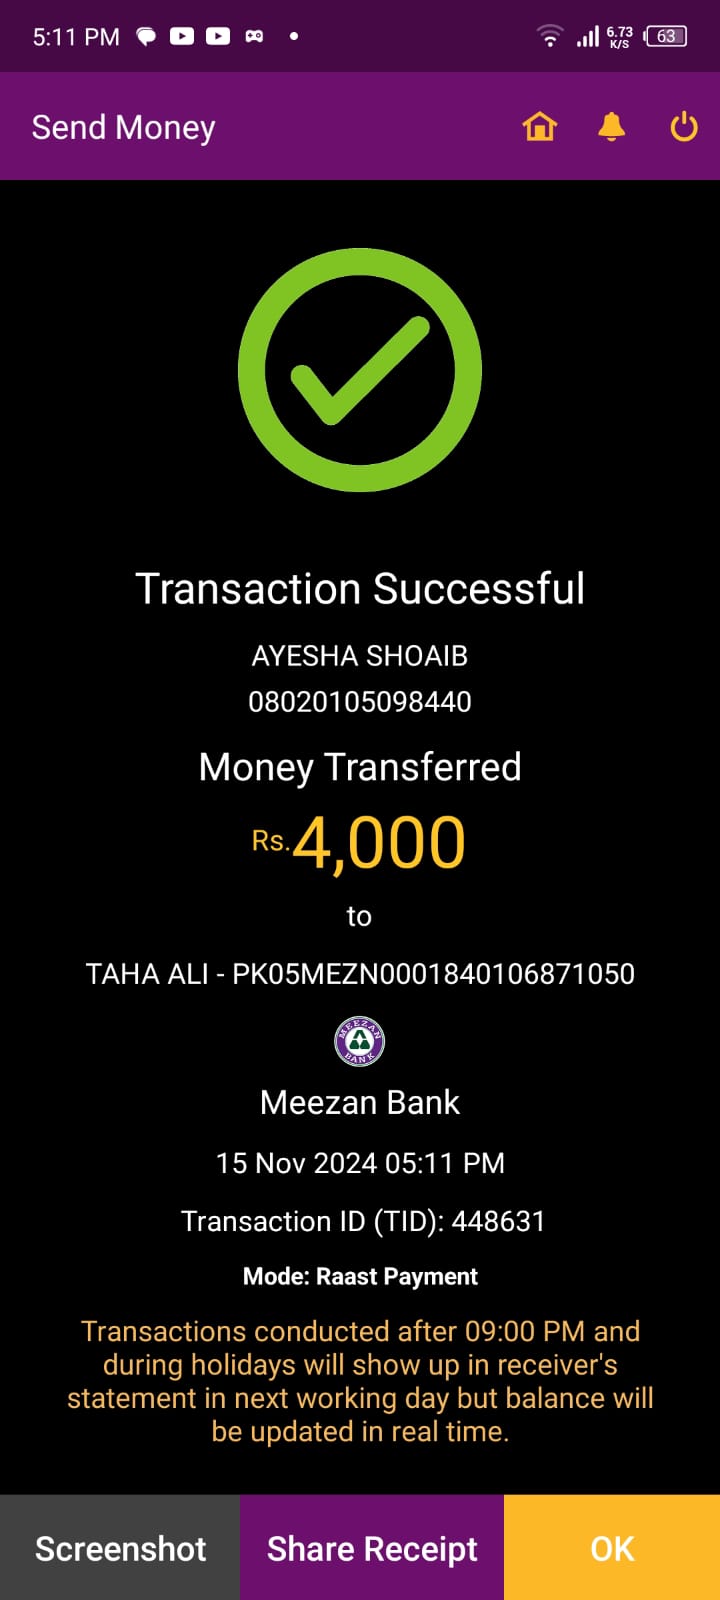 5:11 PM
6.73
K/S
63
Send Money
Transaction Successful
AYESHA SHOAIB
08020105098440
Money Transferred
Rs.4,000
to
TAHA ALI - PK05MEZN0001840106871050
MEEZAN
BANK
Meezan Bank
15 Nov 2024 05:11 PM
Transaction ID (TID): 448631
Mode: Raast Payment
Transactions conducted after 09:00 PM and
during holidays will show up in receiver's
statement in next working day but balance will
be updated in real time.
Screenshot
Share Receipt
OK